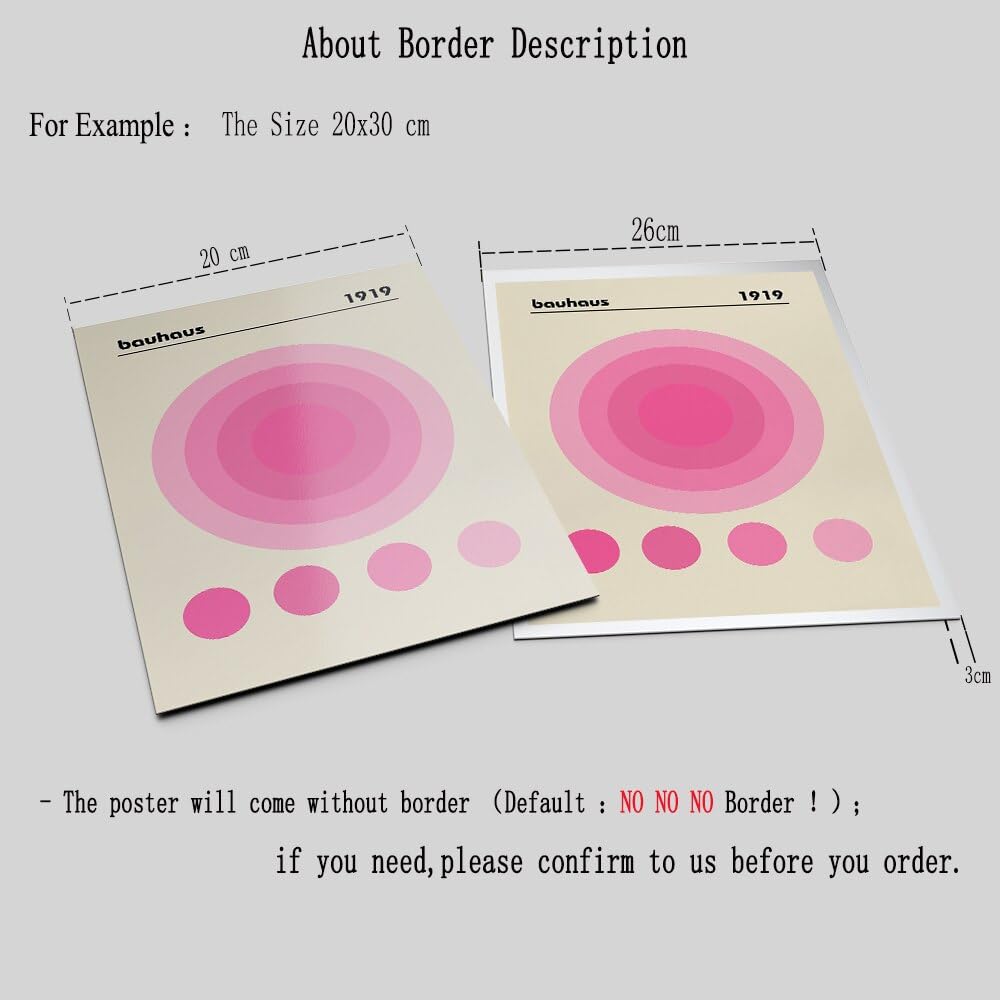 About Border Description
For Example： The Size 20x30 cm
20 cm
26cm
bauhaus 1919
bauhaus 1919
3cm
- The poster will come without border （Default：NO NO NO Border！）；
if you need,please confirm to us before you order.